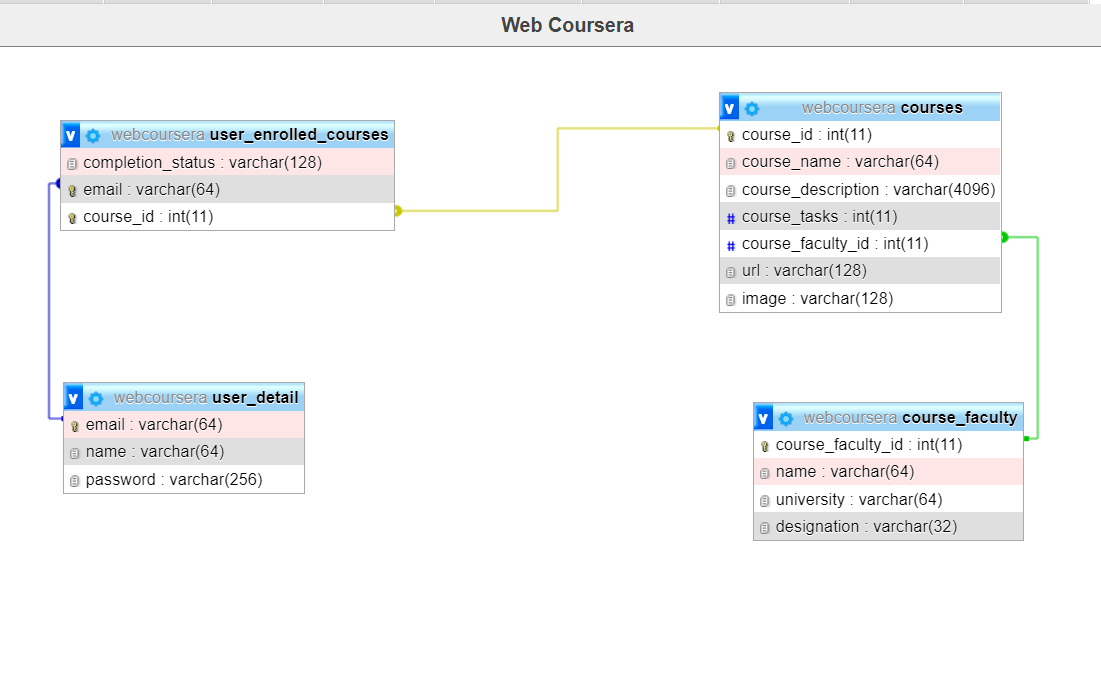 Web Coursera
v webcoursera user_enrolled_courses
completion_status : varchar(128)
email : varchar(64)
course_id : int(11)
v webcoursera courses
course_id : int(11)
course_name : varchar(64)
course_description : varchar(4096)
# course_tasks : int(11)
# course_faculty_id : int(11)
url : varchar(128)
image : varchar(128)
v webcoursera user_detail
email : varchar(64)
name : varchar(64)
password : varchar(256)
v webcoursera course_faculty
course_faculty_id : int(11)
name : varchar(64)
university : varchar(64)
designation : varchar(32)